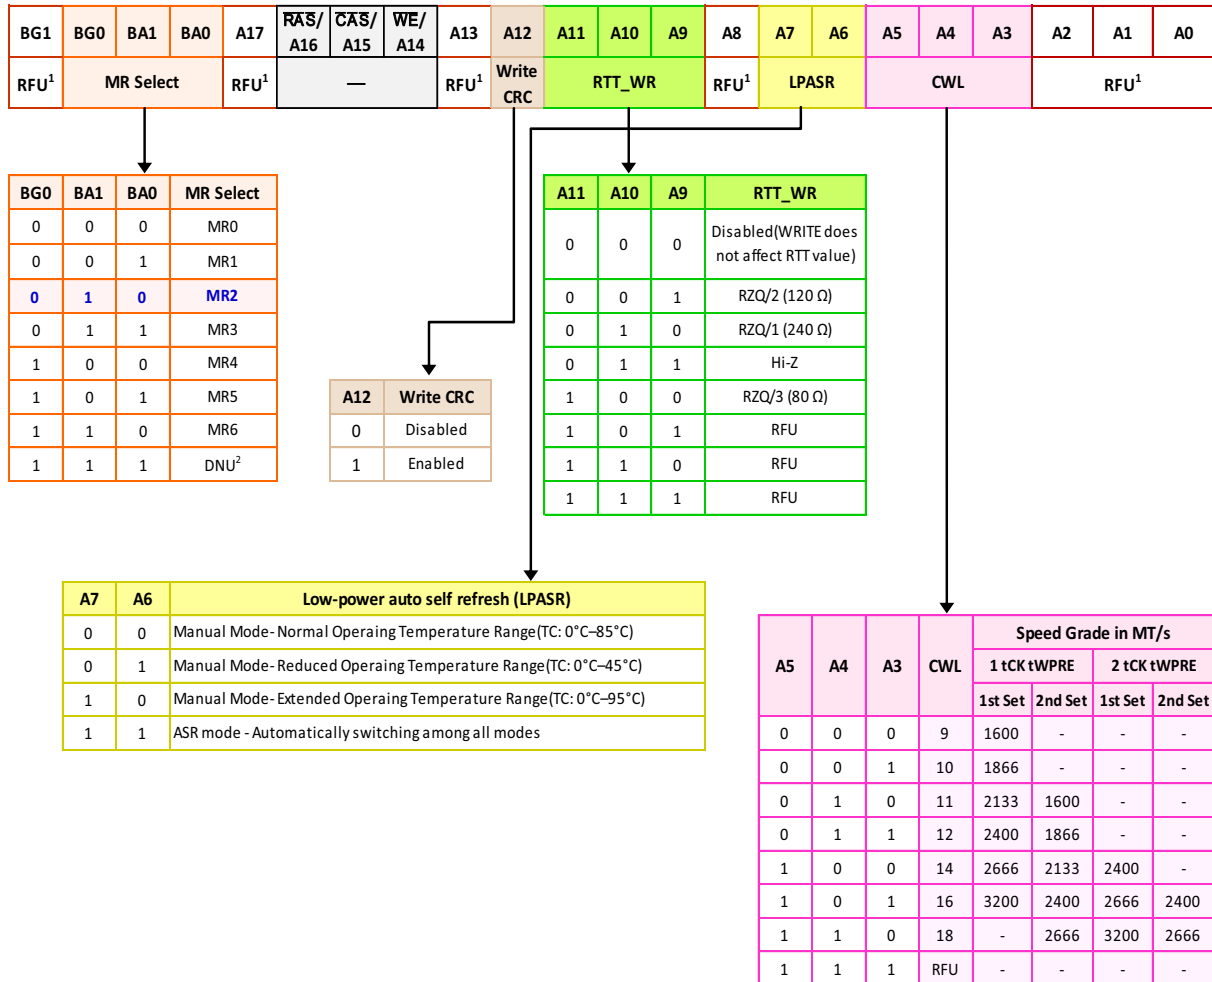 BG1 BG0 BA1 BA0 A17 RAS/ A16 CAS/ A15 WE/ A14 A13 A12 A11 A10 A9 A8 A7 A6 A5 A4 A3 A2 A1 A0
RFU1 MR Select RFU1 — RFU1 Write CRC RTT_WR RFU1 LPASR CWL RFU1
BG0 BA1 BA0 MR Select
0 0 0 MR0
0 0 1 MR1
0 1 0 MR2
0 1 1 MR3
1 0 0 MR4
1 0 1 MR5
1 1 0 MR6
1 1 1 DNU2
A12 Write CRC
0 Disabled
1 Enabled
A11 A10 A9 RTT_WR
0 0 0 Disabled(WRITE does
not affect RTT value)
0 0 1 RZQ/2 (120 Ω)
0 1 0 RZQ/1 (240 Ω)
0 1 1 Hi-Z
1 0 0 RZQ/3 (80 Ω)
1 0 1 RFU
1 1 0 RFU
1 1 1 RFU
A7 A6 Low-power auto self refresh (LPASR)
0 0 Manual Mode- Normal Operaing Temperature Range(TC: 0°C–85°C)
0 1 Manual Mode- Reduced Operaing Temperature Range(TC: 0°C–45°C)
1 0 Manual Mode- Extended Operaing Temperature Range(TC: 0°C–95°C)
1 1 ASR mode - Automatically switching among all modes
A5 A4 A3 CWL Speed Grade in MT/s
1 tCK tWPRE 2 tCK tWPRE
1st Set 2nd Set 1st Set 2nd Set
0 0 0 9 1600 - - -
0 0 1 10 1866 - - -
0 1 0 11 2133 1600 - -
0 1 1 12 2400 1866 - -
1 0 0 14 2666 2133 2400 -
1 0 1 16 3200 2400 2666 2400
1 1 0 18 - 2666 3200 2666
1 1 1 RFU - - - -